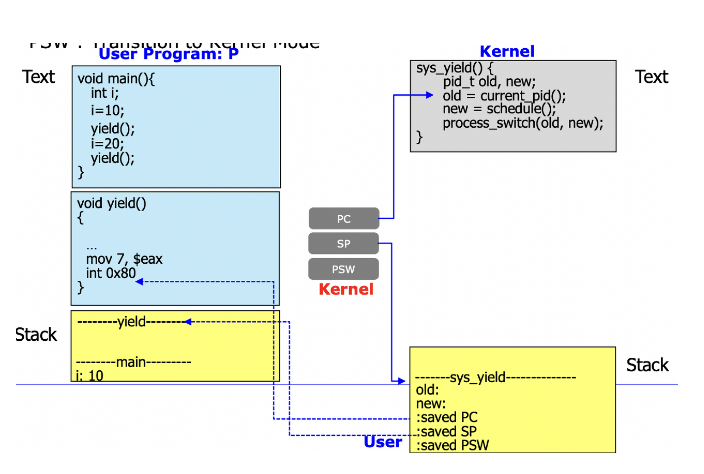 "PSW": Transition to Kernel Mode
User Program: P
Text
void main(){
int i;
i=10;
yield();
i=20;
yield();
}
void yield()
{
...
mov 7, $eax
int 0x80
}
Stack
--------yield--------
--------main---------
i: 10
PC
SP
PSW
Kernel
Kernel
Text
sys_yield() {
pid_t old, new;
old = current_pid();
new = schedule();
process_switch(old, new);
}
Stack
-------sys_yield--------------
old:
new:
:saved PC
:saved SP
:saved PSW
User